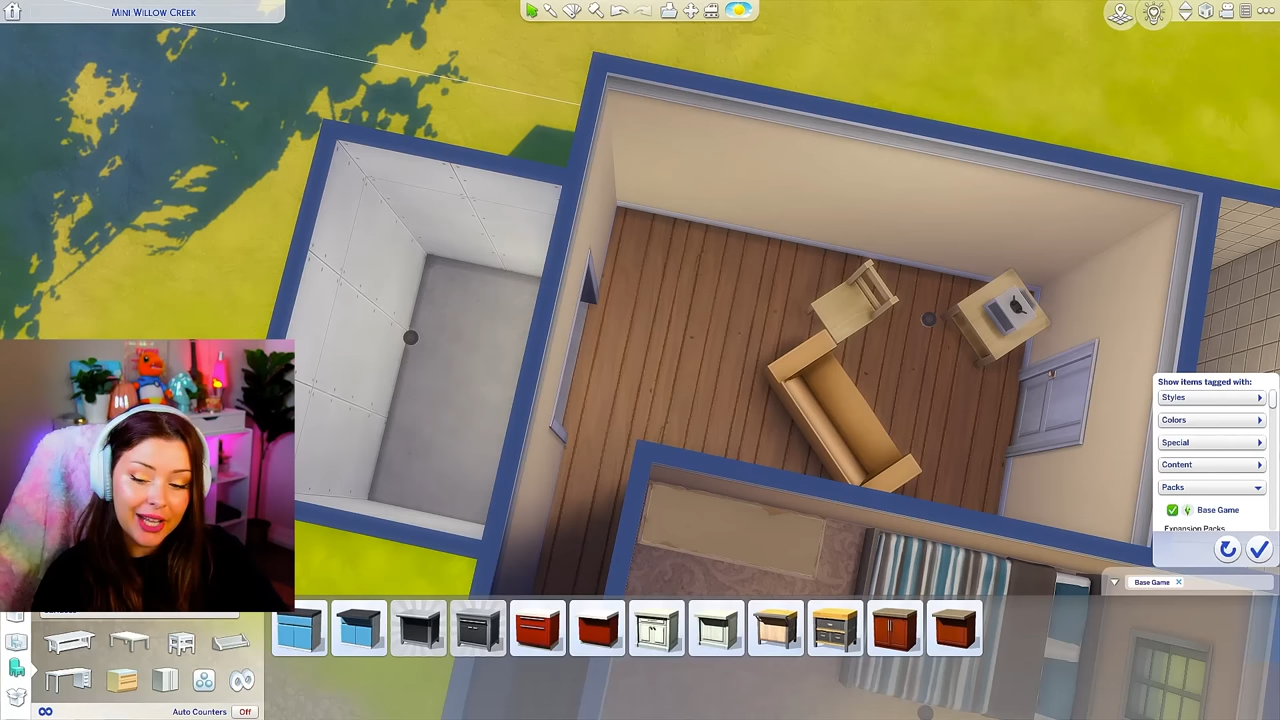 MINI WILLOW CREEK
Show items tagged with:
Styles
Colors
Special
Content
Packs
Base Game
Expansion Packs
Base Game
Auto Counters Off